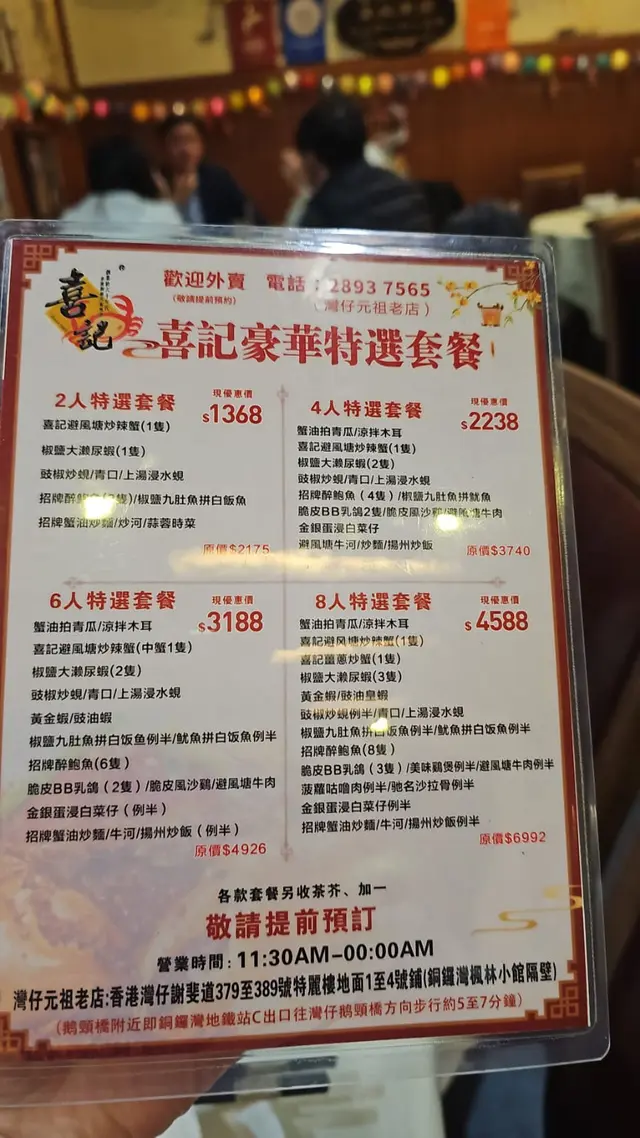 喜記
歡迎外賣 電話：2893 7565
(敬請提前預約) (灣仔元祖老店)
喜記豪華特選套餐
2人特選套餐 現優惠價 $1368
喜記避風塘炒辣蟹(1隻)
椒鹽大瀨尿蝦(1隻)
豉椒炒蜆/青口/上湯浸水蜆
招牌醉鮑魚(2隻)/椒鹽九肚魚拼白飯魚
招牌蟹油炒麵/炒河/蒜蓉時菜
原價$2175
4人特選套餐 現優惠價 $2238
蟹油拍青瓜/涼拌木耳
喜記避風塘炒辣蟹(1隻)
椒鹽大瀨尿蝦(2隻)
豉椒炒蜆/青口/上湯浸水蜆
招牌醉鮑魚(4隻)/椒鹽九肚魚拼魷魚
脆皮BB乳鴿2隻/脆皮風沙鷄/避風塘牛肉
金銀蛋浸白菜仔
避風塘牛河/炒麵/揚州炒飯
原價$3740
6人特選套餐 現優惠價 $3188
蟹油拍青瓜/涼拌木耳
喜記避風塘炒辣蟹(中蟹1隻)
椒鹽大瀨尿蝦(2隻)
豉椒炒蜆/青口/上湯浸水蜆
黃金蝦/豉油蝦
椒鹽九肚魚拼白饭鱼例半/魷魚拼白饭魚例半
招牌醉鮑魚(6隻)
脆皮BB乳鴿(2隻)/脆皮風沙鷄/避風塘牛肉
金銀蛋浸白菜仔(例半)
招牌蟹油炒麵/牛河/揚州炒飯(例半)
原價$4926
8人特選套餐 現優惠價 $4588
蟹油拍青瓜/涼拌木耳
喜記避风塘炒辣蟹(1隻)
喜記薑蔥炒蟹(1隻)
椒鹽大瀨尿蝦(3隻)
黃金蝦/豉油皇蝦
豉椒炒蜆例半/青口/上湯浸水蜆
椒鹽九肚魚拼白饭魚例半/魷魚拼白饭魚例半
招牌醉鮑魚(8隻)
脆皮BB乳鴿(3隻)/美味鷄煲例半/避風塘牛肉例半
菠蘿咕嚕肉例半/驰名沙拉骨例半
金銀蛋浸白菜仔例半
招牌蟹油炒麵/牛河/揚州炒飯例半
原價$6992
各款套餐另收茶芥、加一
敬請提前預訂
營業時間：11:30AM–00:00AM
灣仔元祖老店:香港灣仔謝斐道379至389號特麗樓地面1至4號鋪(銅鑼灣楓林小館隔壁)
(鹅頸橋附近即銅鑼灣地鐵站C出口往灣仔鹅頸橋方向步行約5至7分鐘)